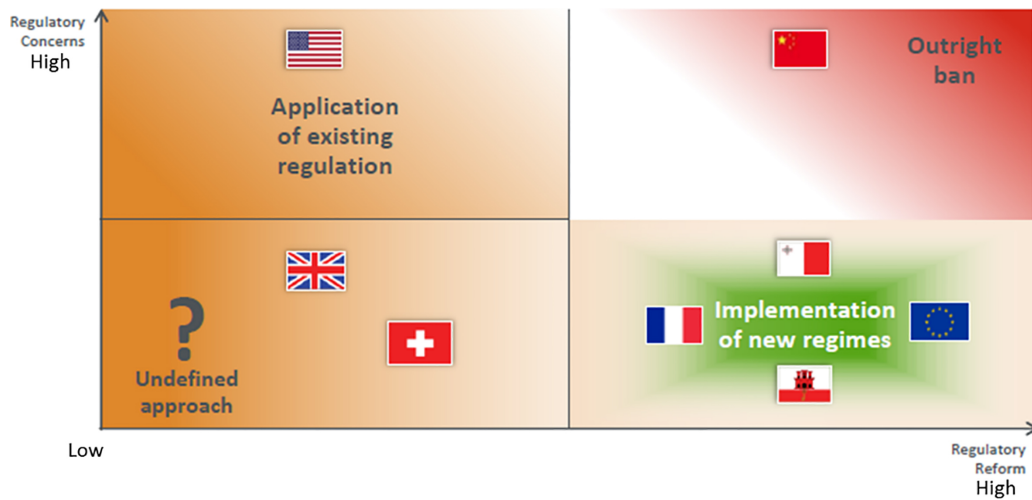 Regulatory
Concerns
High
Outright
ban
Application
of existing
regulation
?
Undefined
approach
Implementation
of new regimes
Low
Regulatory
Reform
High